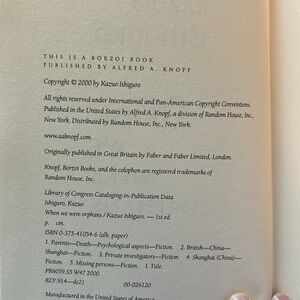 THIS IS A BORZOI BOOK
PUBLISHED BY ALFRED A. KNOPF
Copyright © 2000 by Kazuo Ishiguro
All rights reserved under International and Pan-American Copyright Conventions.
Published in the United States by Alfred A. Knopf, a division of Random House, Inc.,
New York. Distributed by Random House, Inc., New York.
www.aaknopf.com
Originally published in Great Britain by Faber and Faber Limited, London.
Knopf, Borzoi Books, and the colophon are registered trademarks of
Random House, Inc.
Library of Congress Cataloging-in-Publication Data
Ishiguro, Kazuo
When we were orphans / Kazuo Ishiguro. — 1st ed.
p. cm.
ISBN 0-375-41054-6 (alk. paper)
1. Parents—Death—Psychological aspects—Fiction. 2. British—China—
Shanghai—Fiction. 3. Private investigators—Fiction. 4. Shanghai (China)—
Fiction. 5. Missing persons—Fiction. I. Title.
PR6059.S5 W47 2000
823'.914—dc21 00-026120
Manufactured in the United States of America